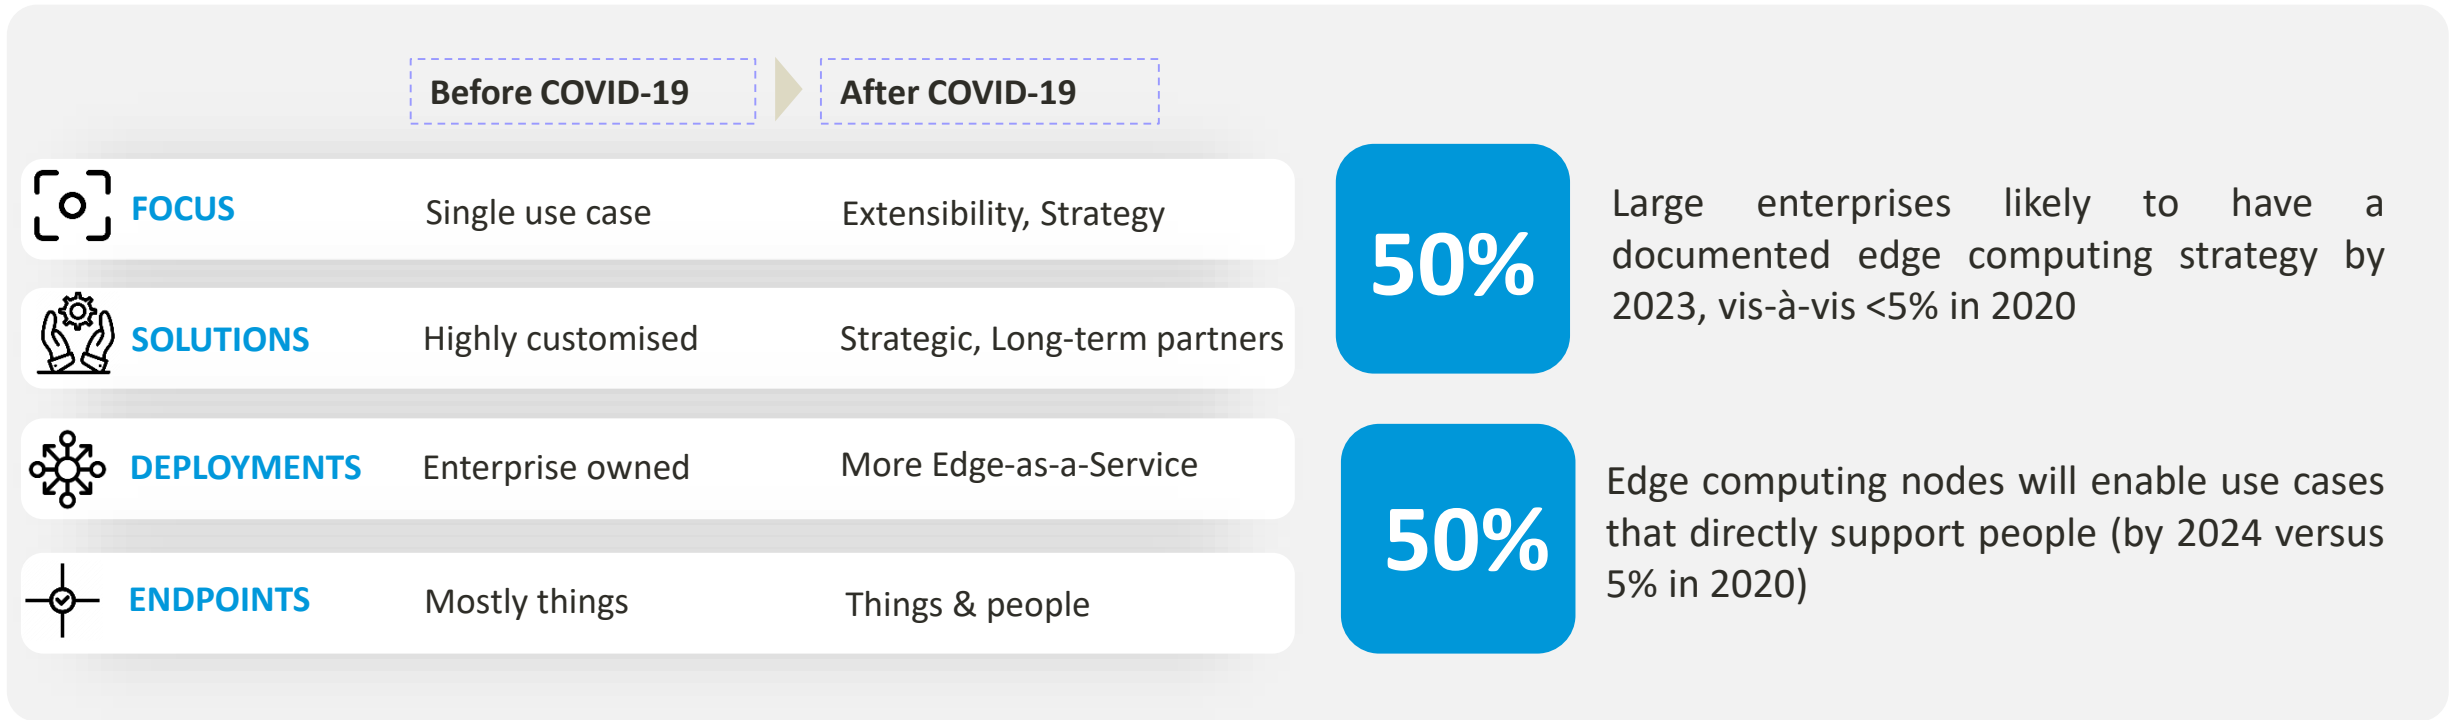 Before COVID-19
After COVID-19
FOCUS
Single use case
Extensibility, Strategy
SOLUTIONS
Highly customised
Strategic, Long-term partners
DEPLOYMENTS
Enterprise owned
More Edge-as-a-Service
ENDPOINTS
Mostly things
Things & people
50%
Large enterprises likely to have a
documented edge computing strategy by
2023, vis-à-vis <5% in 2020
50%
Edge computing nodes will enable use cases
that directly support people (by 2024 versus
5% in 2020)